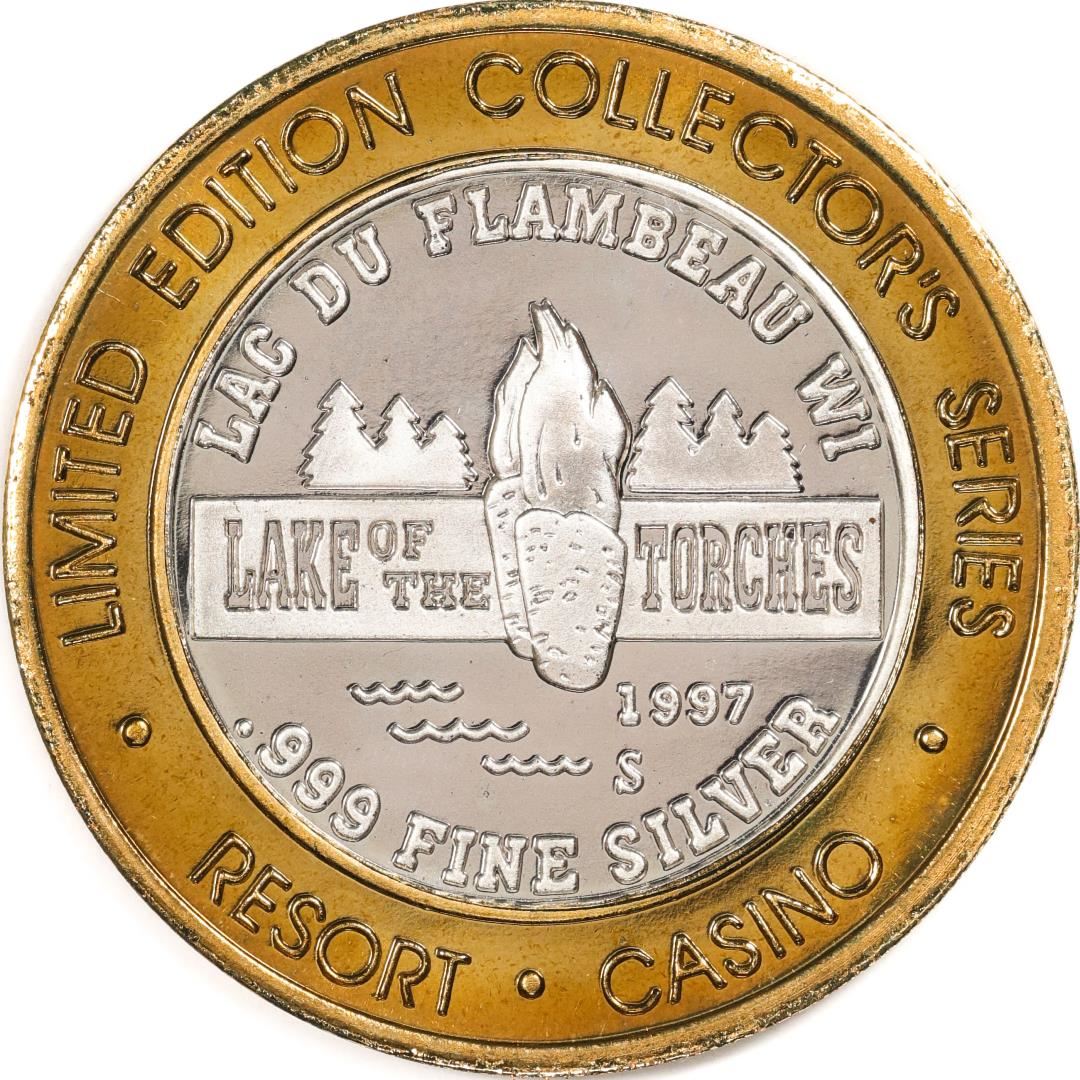 LIMITED EDITION COLLECTOR'S SERIES
LAC DU FLAMBEAU WI
LAKE OF THE TORCHES
1997
S
.999 FINE SILVER
RESORT • CASINO